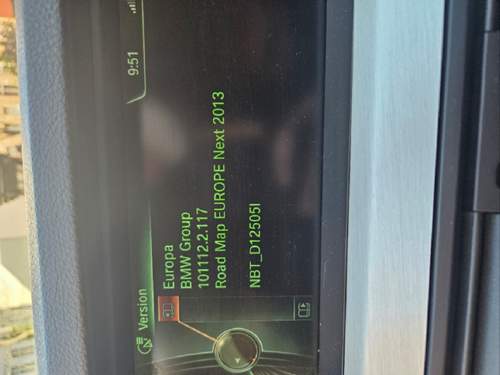 Version
9:51
Europa
BMW Group
101112.2.117
Road Map EUROPE Next 2013
NBT_D12505I